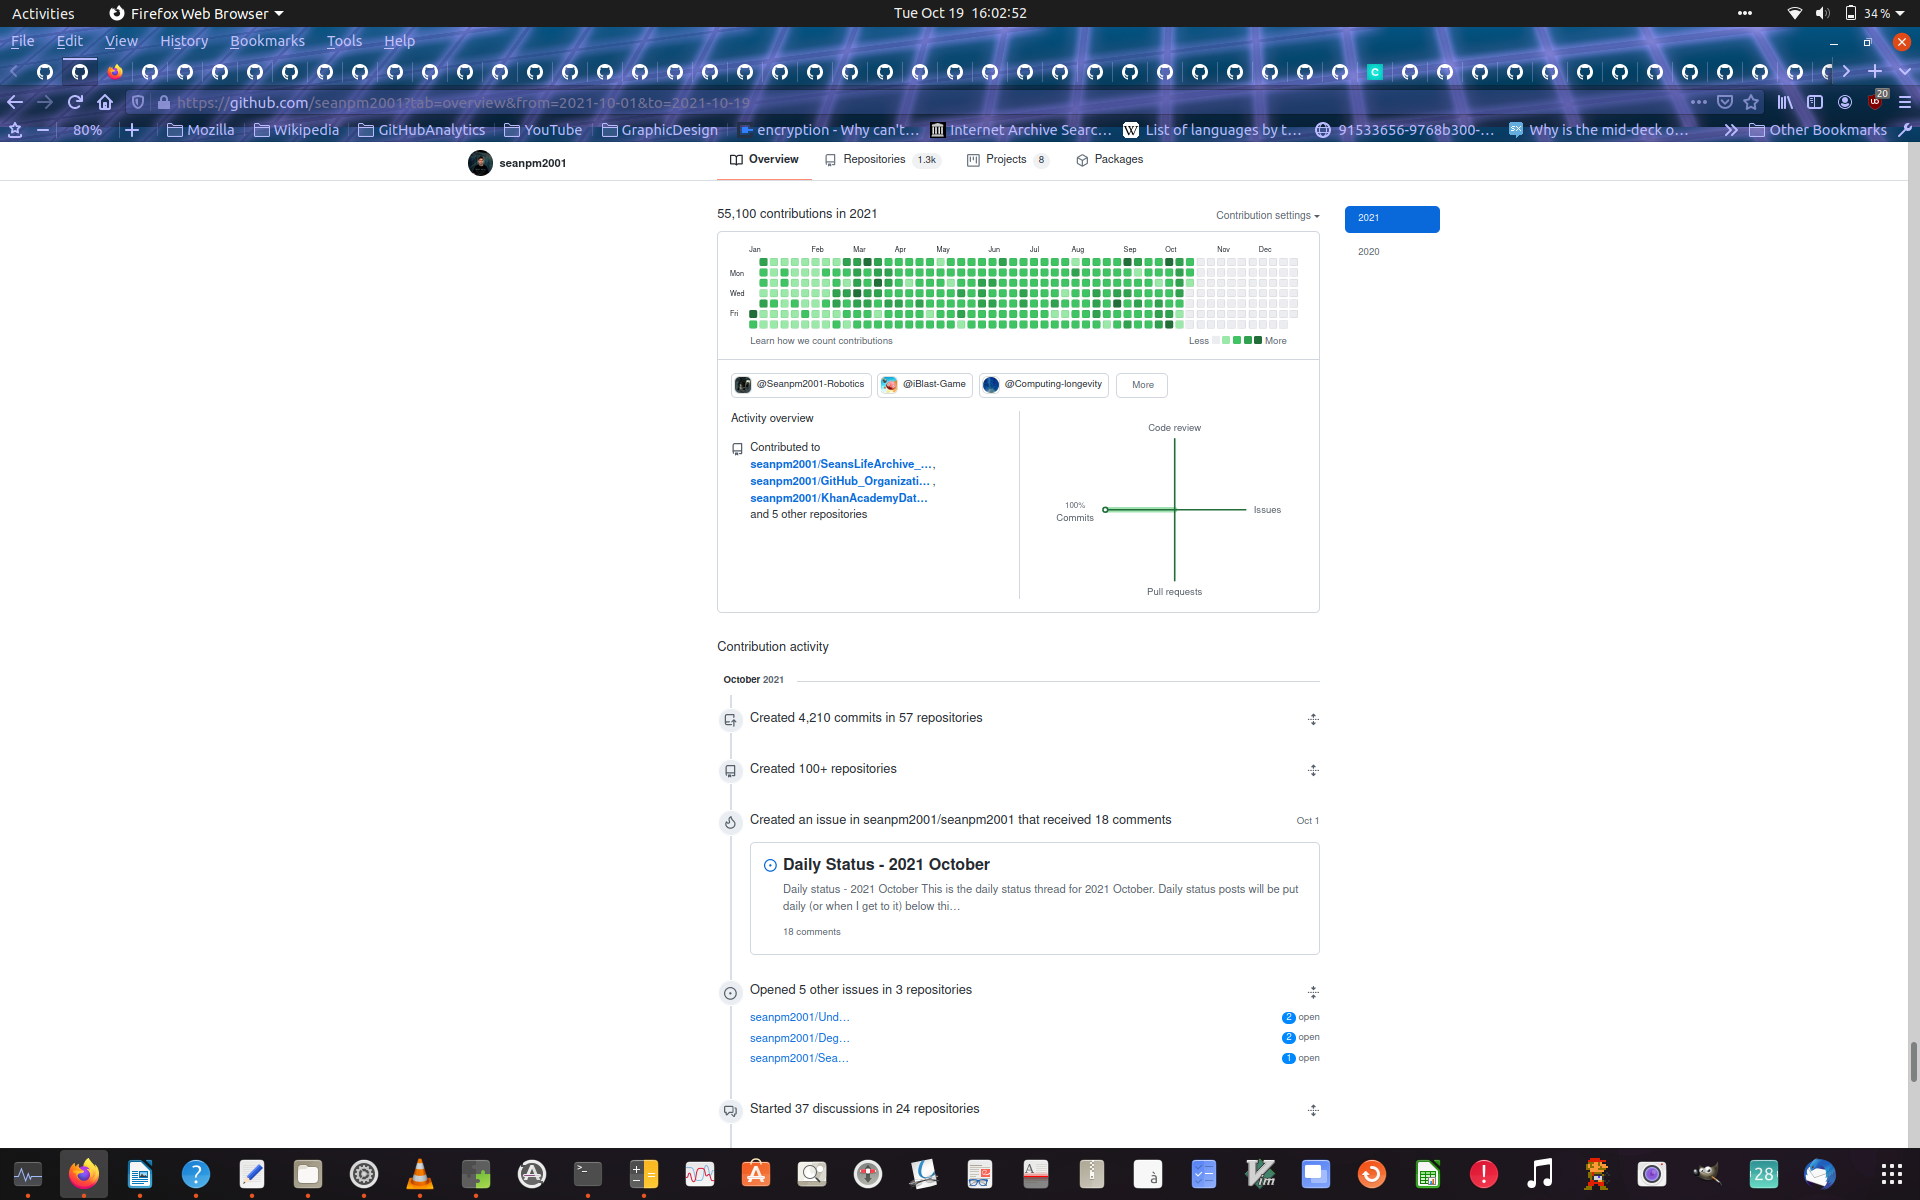 Activities
Firefox Web Browser
Tue Oct 19 16:02:52
34 %
File Edit View History Bookmarks Tools Help
https://github.com/seanpm2001?tab=overview&from=2021-10-01&to=2021-10-19
20
80%
Mozilla
Wikipedia
GitHubAnalytics
YouTube
GraphicDesign
encryption - Why can't…
Internet Archive Searc…
List of languages by t…
91533656-9768b300-…
Why is the mid-deck o…
Other Bookmarks
seanpm2001
Overview
Repositories 1.3k
Projects 8
Packages
55,100 contributions in 2021
Contribution settings
2021
2020
Jan Feb Mar Apr May Jun Jul Aug Sep Oct Nov Dec
Mon
Wed
Fri
Learn how we count contributions
Less
More
@Seanpm2001-Robotics
@iBlast-Game
@Computing-longevity
More
Activity overview
Contributed to
seanpm2001/SeansLifeArchive_…,
seanpm2001/GitHub_Organizati…,
seanpm2001/KhanAcademyDat…
and 5 other repositories
Code review
100%
Commits
Issues
Pull requests
Contribution activity
October 2021
Created 4,210 commits in 57 repositories
Created 100+ repositories
Created an issue in seanpm2001/seanpm2001 that received 18 comments
Oct 1
Daily Status - 2021 October
Daily status - 2021 October This is the daily status thread for 2021 October. Daily status posts will be put
daily (or when I get to it) below thi…
18 comments
Opened 5 other issues in 3 repositories
seanpm2001/Und…
2 open
seanpm2001/Deg…
2 open
seanpm2001/Sea…
1 open
Started 37 discussions in 24 repositories
28